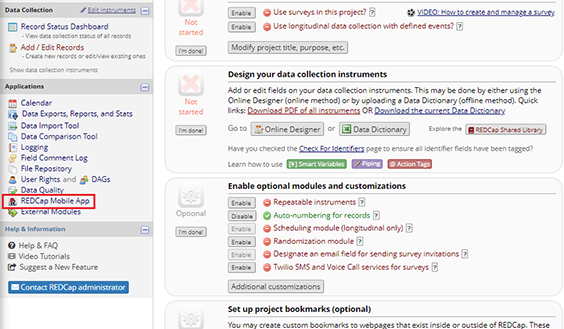 Data Collection
Edit instruments
Record Status Dashboard
- View data collection status of all records
Add / Edit Records
- Create new records or edit/view existing ones
Show data collection instruments
Applications
Calendar
Data Exports, Reports, and Stats
Data Import Tool
Data Comparison Tool
Logging
Field Comment Log
File Repository
User Rights and DAGs
Data Quality
REDCap Mobile App
External Modules
Help & Information
Help & FAQ
Video Tutorials
Suggest a New Feature
Contact REDCap administrator
Not started
I'm done!
Enable Use surveys in this project? ? VIDEO: How to create and manage a survey
Enable Use longitudinal data collection with defined events? ?
Modify project title, purpose, etc.
Not started
I'm done!
Design your data collection instruments
Add or edit fields on your data collection instruments. This may be done by either using the
Online Designer (online method) or by uploading a Data Dictionary (offline method). Quick
links: Download PDF of all instruments OR Download the current Data Dictionary
Go to Online Designer or Data Dictionary Explore the REDCap Shared Library
Have you checked the Check For Identifiers page to ensure all identifier fields have been tagged?
Learn how to use [$] Smart Variables Piping @ Action Tags
Optional
I'm done!
Enable optional modules and customizations
Enable Repeatable instruments ?
Disable Auto-numbering for records ?
Enable Scheduling module (longitudinal only) ?
Enable Randomization module ?
Enable Designate an email field for sending survey invitations ?
Enable Twilio SMS and Voice Call services for surveys ?
Additional customizations
Set up project bookmarks (optional)
You may create custom bookmarks to webpages that exist inside or outside of REDCap. These